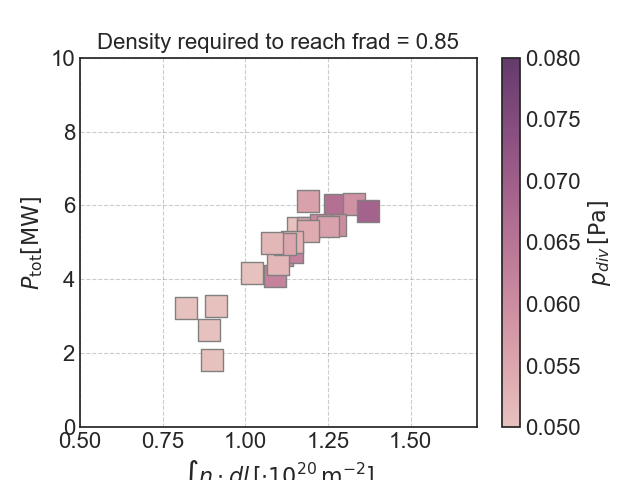 Density required to reach frad = 0.85
10
8
6
4
2
0
P_tot[MW]
0.50 0.75 1.00 1.25 1.50
∫n · dl [·10^20 m^−2]
0.080
0.075
0.070
0.065
0.060
0.055
0.050
p_div [Pa]